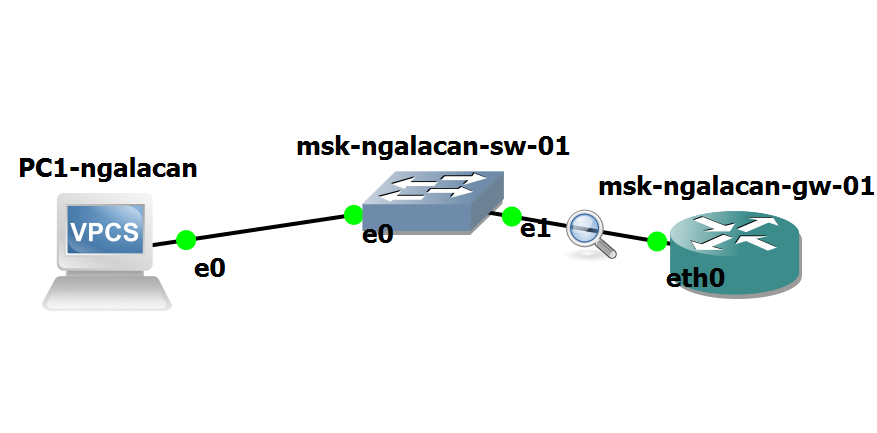 msk-ngalacan-sw-01
PC1-ngalacan
msk-ngalacan-gw-01
VPCS
e0
e0
e1
eth0